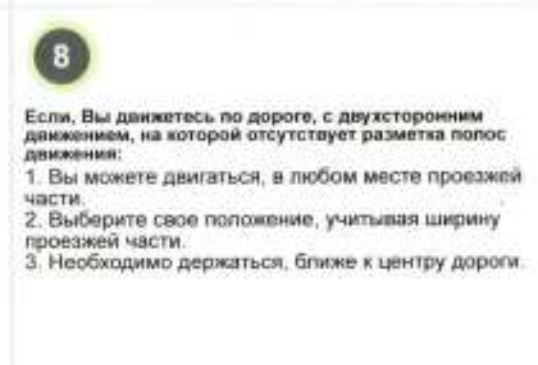 8
Если, Вы движетесь по дороге, с двухсторонним
движением, на которой отсутствует разметка полос
движения:
1. Вы можете двигаться, в любом месте проезжей
части.
2. Выберите свое положение, учитывая ширину
проезжей части.
3. Необходимо держаться, ближе к центру дороги.